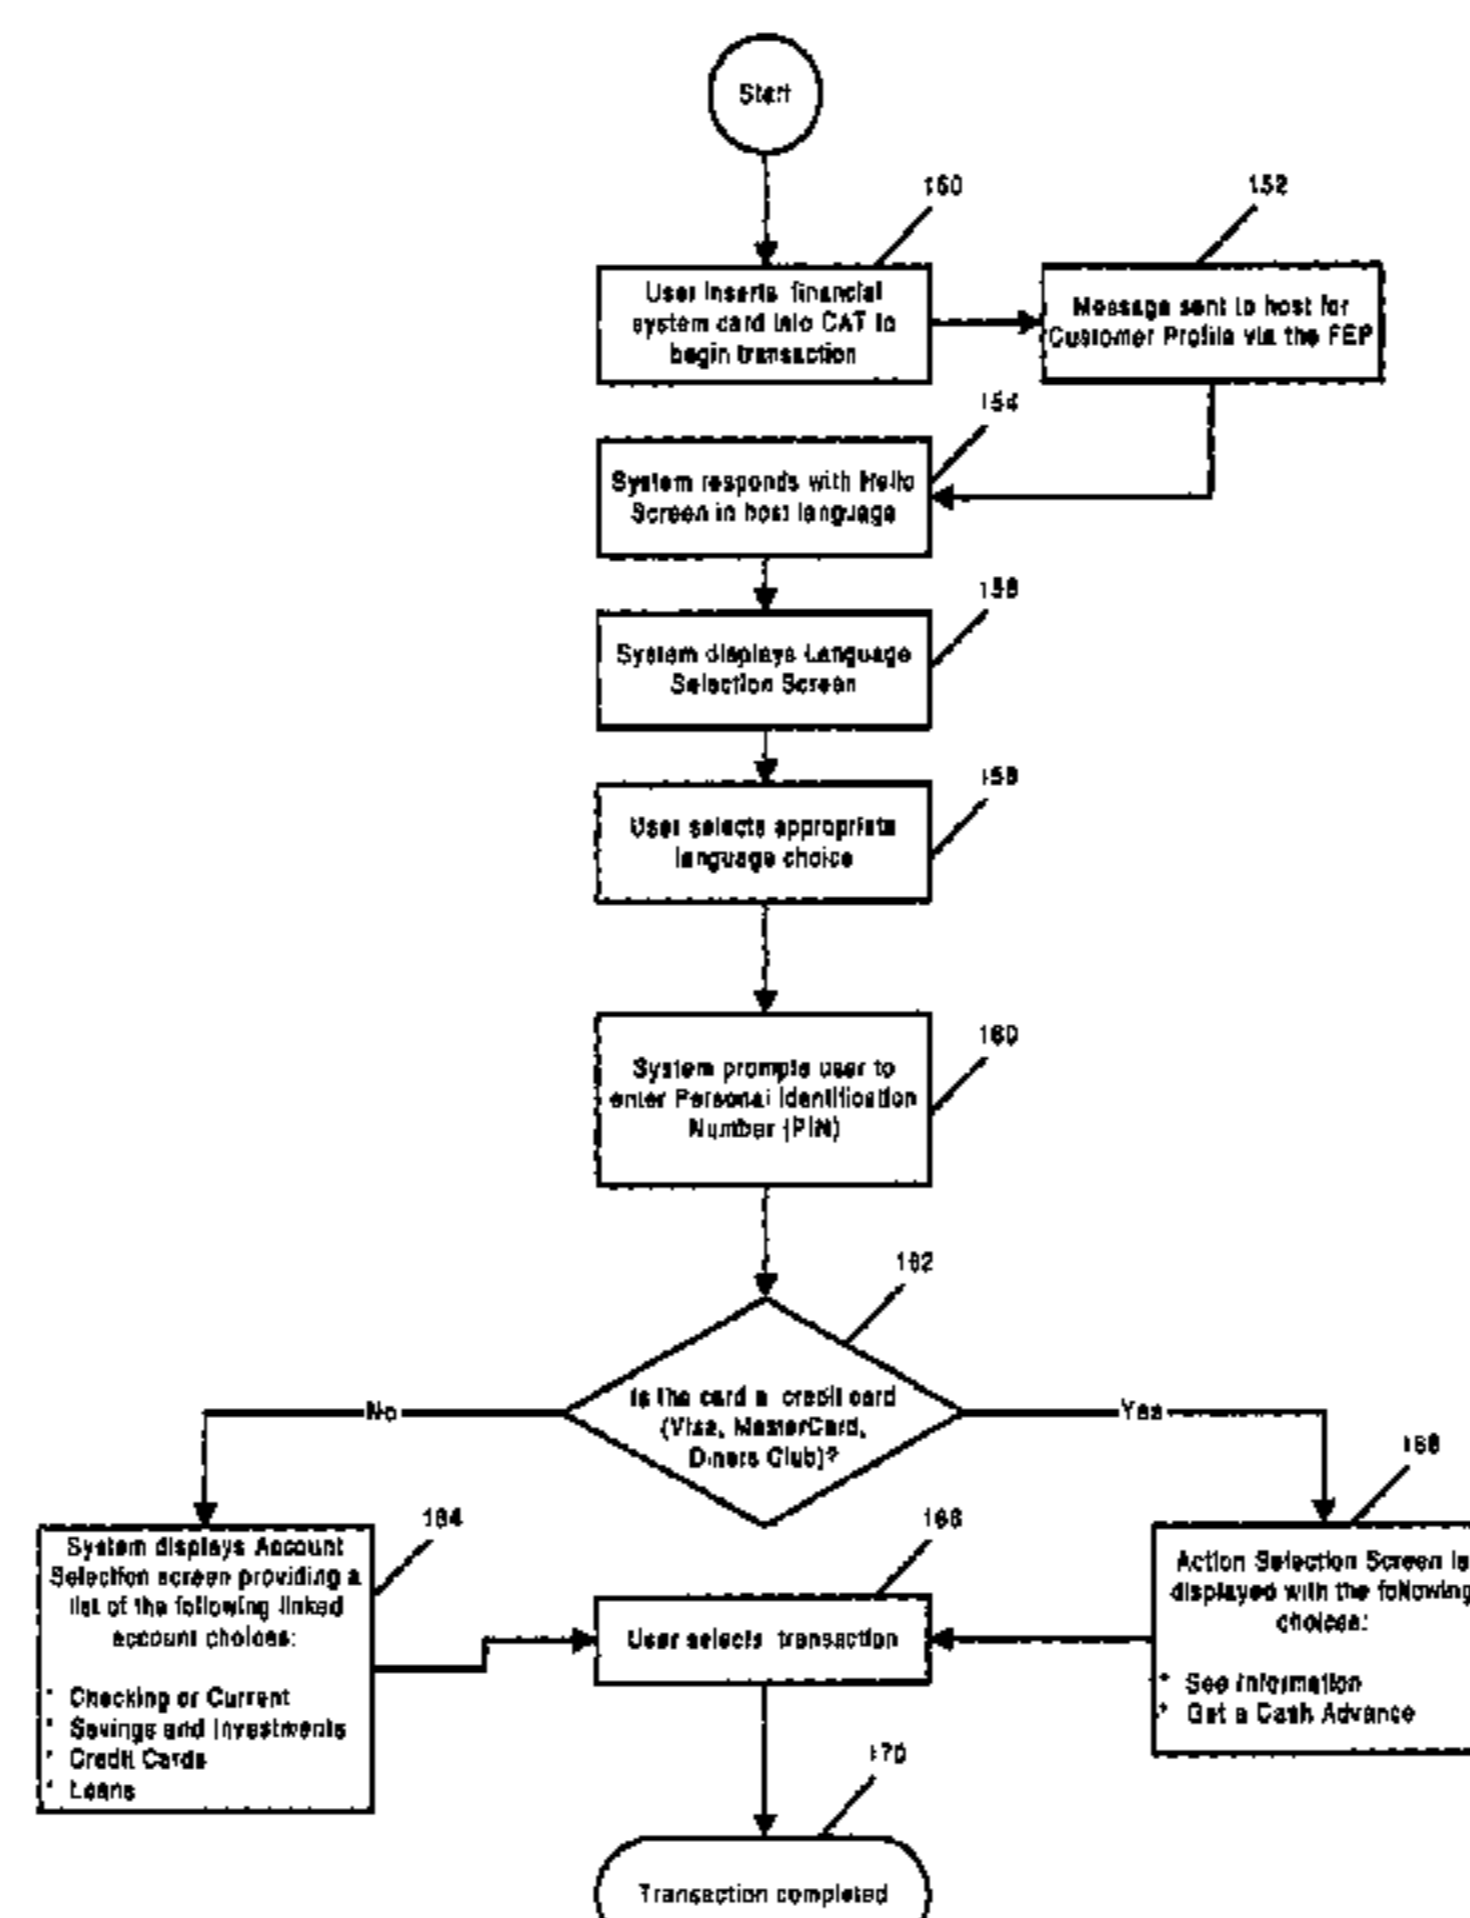 Start
150
152
User inserts financial
system card into CAT to
begin transaction
Message sent to host for
Customer Profile via the FEP
154
System responds with Hello
Screen in host language
156
System displays Language
Selection Screen
158
User selects appropriate
language choice
160
System prompts user to
enter Personal Identification
Number (PIN)
162
Is the card a credit card
(Visa, MasterCard,
Diners Club)?
No
Yes
164
166
168
System displays Account
Selection screen providing a
list of the following linked
account choices:
* Checking or Current
* Savings and Investments
* Credit Cards
* Loans
User selects transaction
Action Selection Screen is
displayed with the following
choices:
* See Information
* Get a Cash Advance
170
Transaction completed